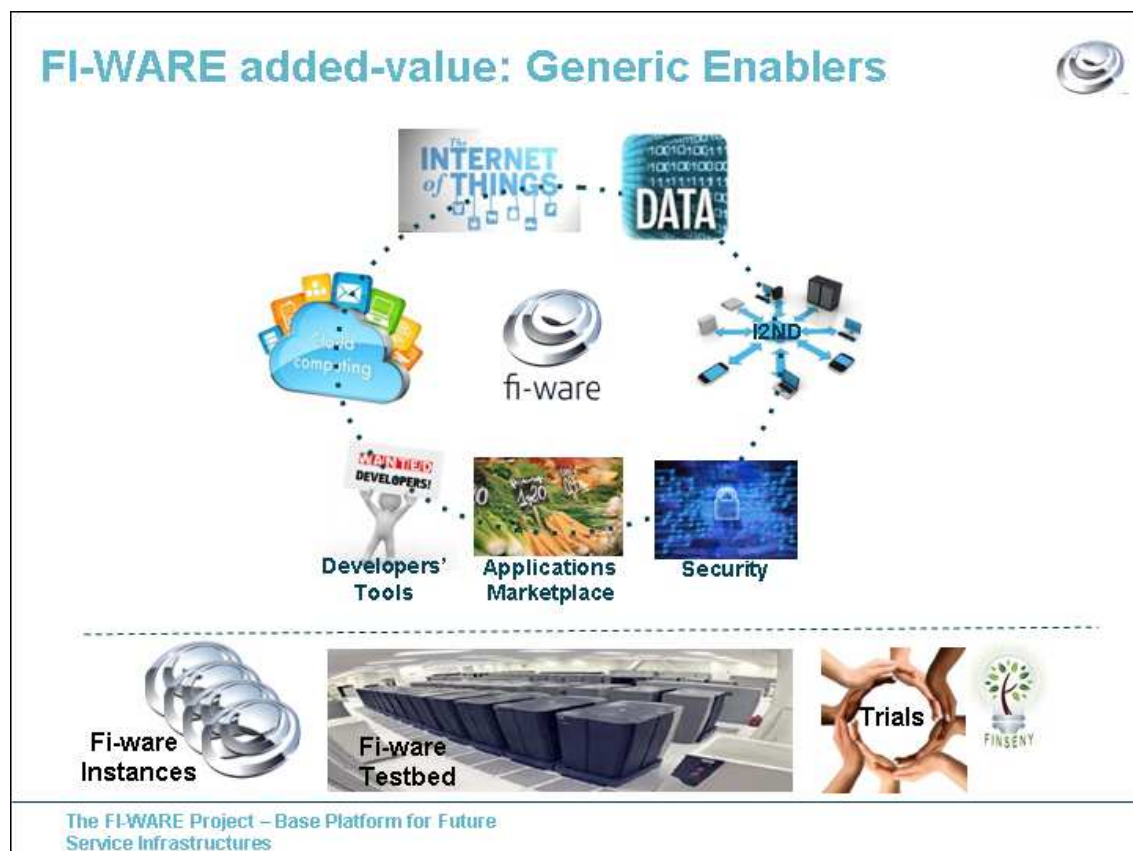 FI-WARE added-value: Generic Enablers
The
INTERNET
of THINGS
DATA
cloud
computing
fi-ware
I2ND
WANTED
DEVELOPERS!
Developers'
Tools
Applications
Marketplace
Security
Fi-ware
Instances
Fi-ware
Testbed
Trials
FINSENY
The FI-WARE Project – Base Platform for Future
Service Infrastructures